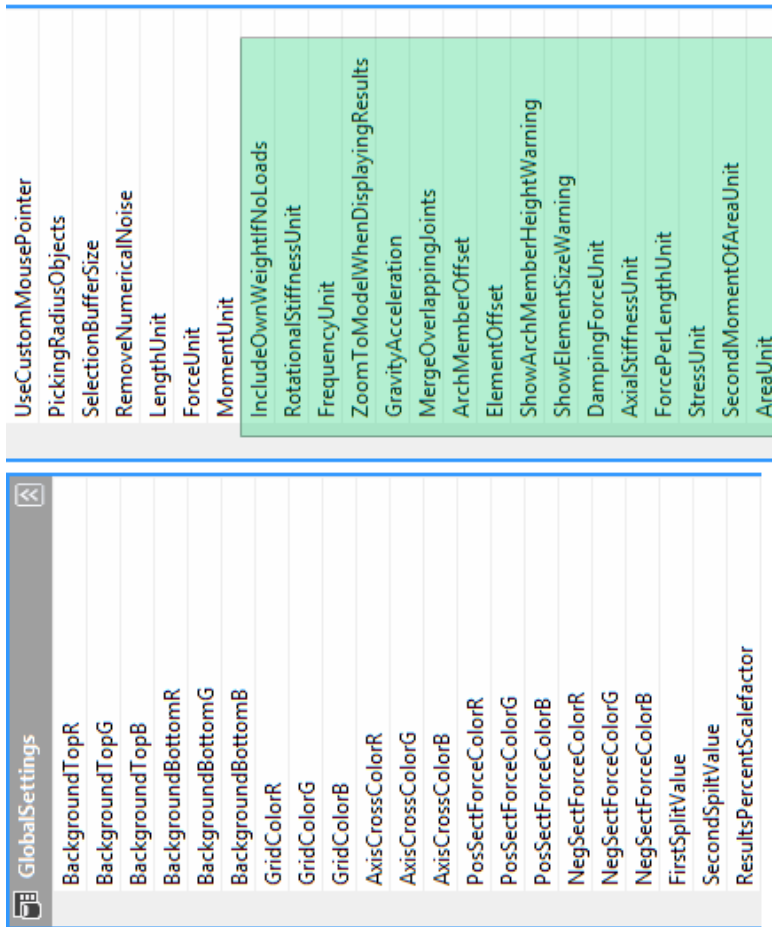 GlobalSettings
BackgroundTopR
BackgroundTopG
BackgroundTopB
BackgroundBottomR
BackgroundBottomG
BackgroundBottomB
GridColorR
GridColorG
GridColorB
AxisCrossColorR
AxisCrossColorG
AxisCrossColorB
PosSectForceColorR
PosSectForceColorG
PosSectForceColorB
NegSectForceColorR
NegSectForceColorG
NegSectForceColorB
FirstSplitValue
SecondSpiltValue
ResultsPercentScalefactor
UseCustomMousePointer
PickingRadiusObjects
SelectionBufferSize
RemoveNumericalNoise
LengthUnit
ForceUnit
MomentUnit
IncludeOwnWeightIfNoLoads
RotationalStiffnessUnit
FrequencyUnit
ZoomToModelWhenDisplayingResults
GravityAcceleration
MergeOverlappingJoints
ArchMemberOffset
ElementOffset
ShowArchMemberHeightWarning
ShowElementSizeWarning
DampingForceUnit
AxialStiffnessUnit
ForcePerLengthUnit
StressUnit
SecondMomentOfAreaUnit
AreaUnit